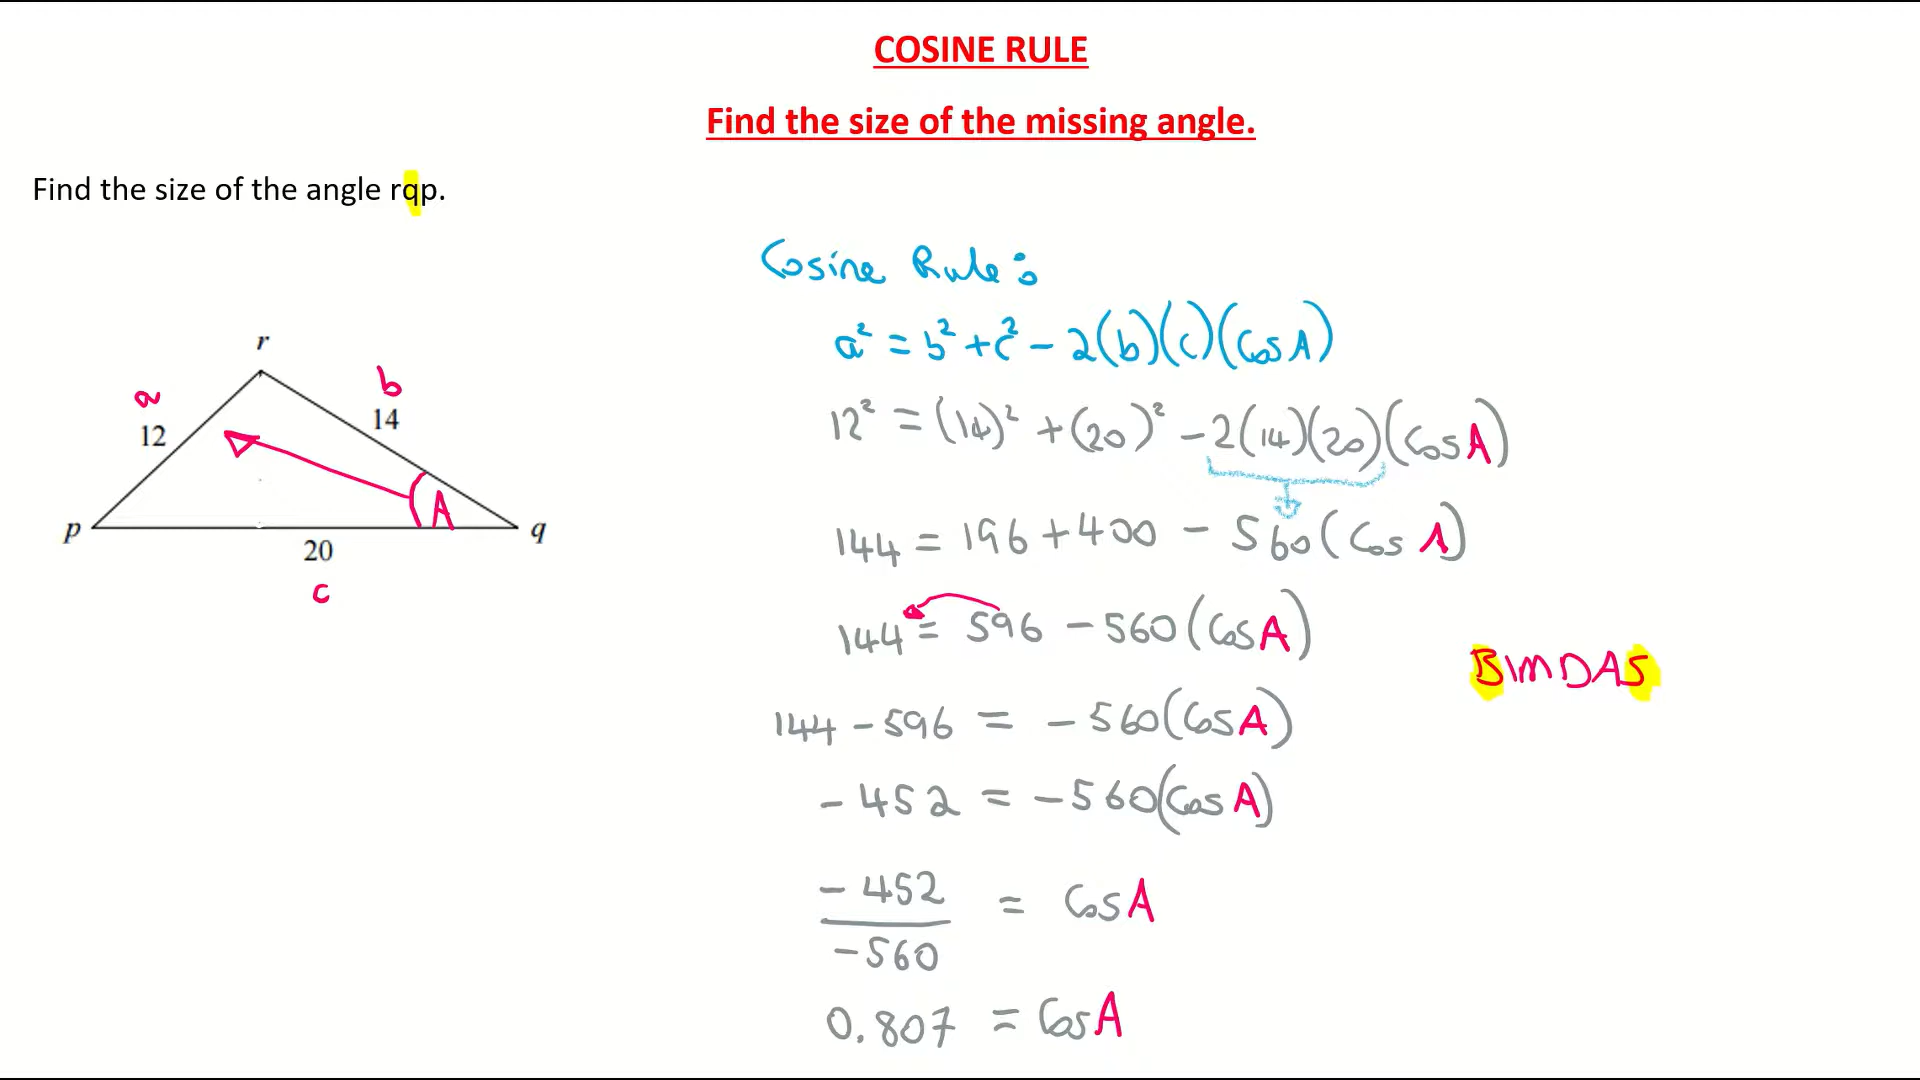 COSINE RULE
Find the size of the missing angle.
Find the size of the angle rqp.
Cosine Rule:
a² = b² + c² - 2(b)(c)(Cos A)
r
a
b
12
14
A
p
q
20
c
12² = (14)² + (20)² - 2(14)(20)(Cos A)
144 = 196 + 400 - 560(Cos A)
144 = 596 - 560(Cos A)
BIMDAS
144 - 596 = -560(Cos A)
-452 = -560(Cos A)
-452
-560
= Cos A
0.807 = Cos A